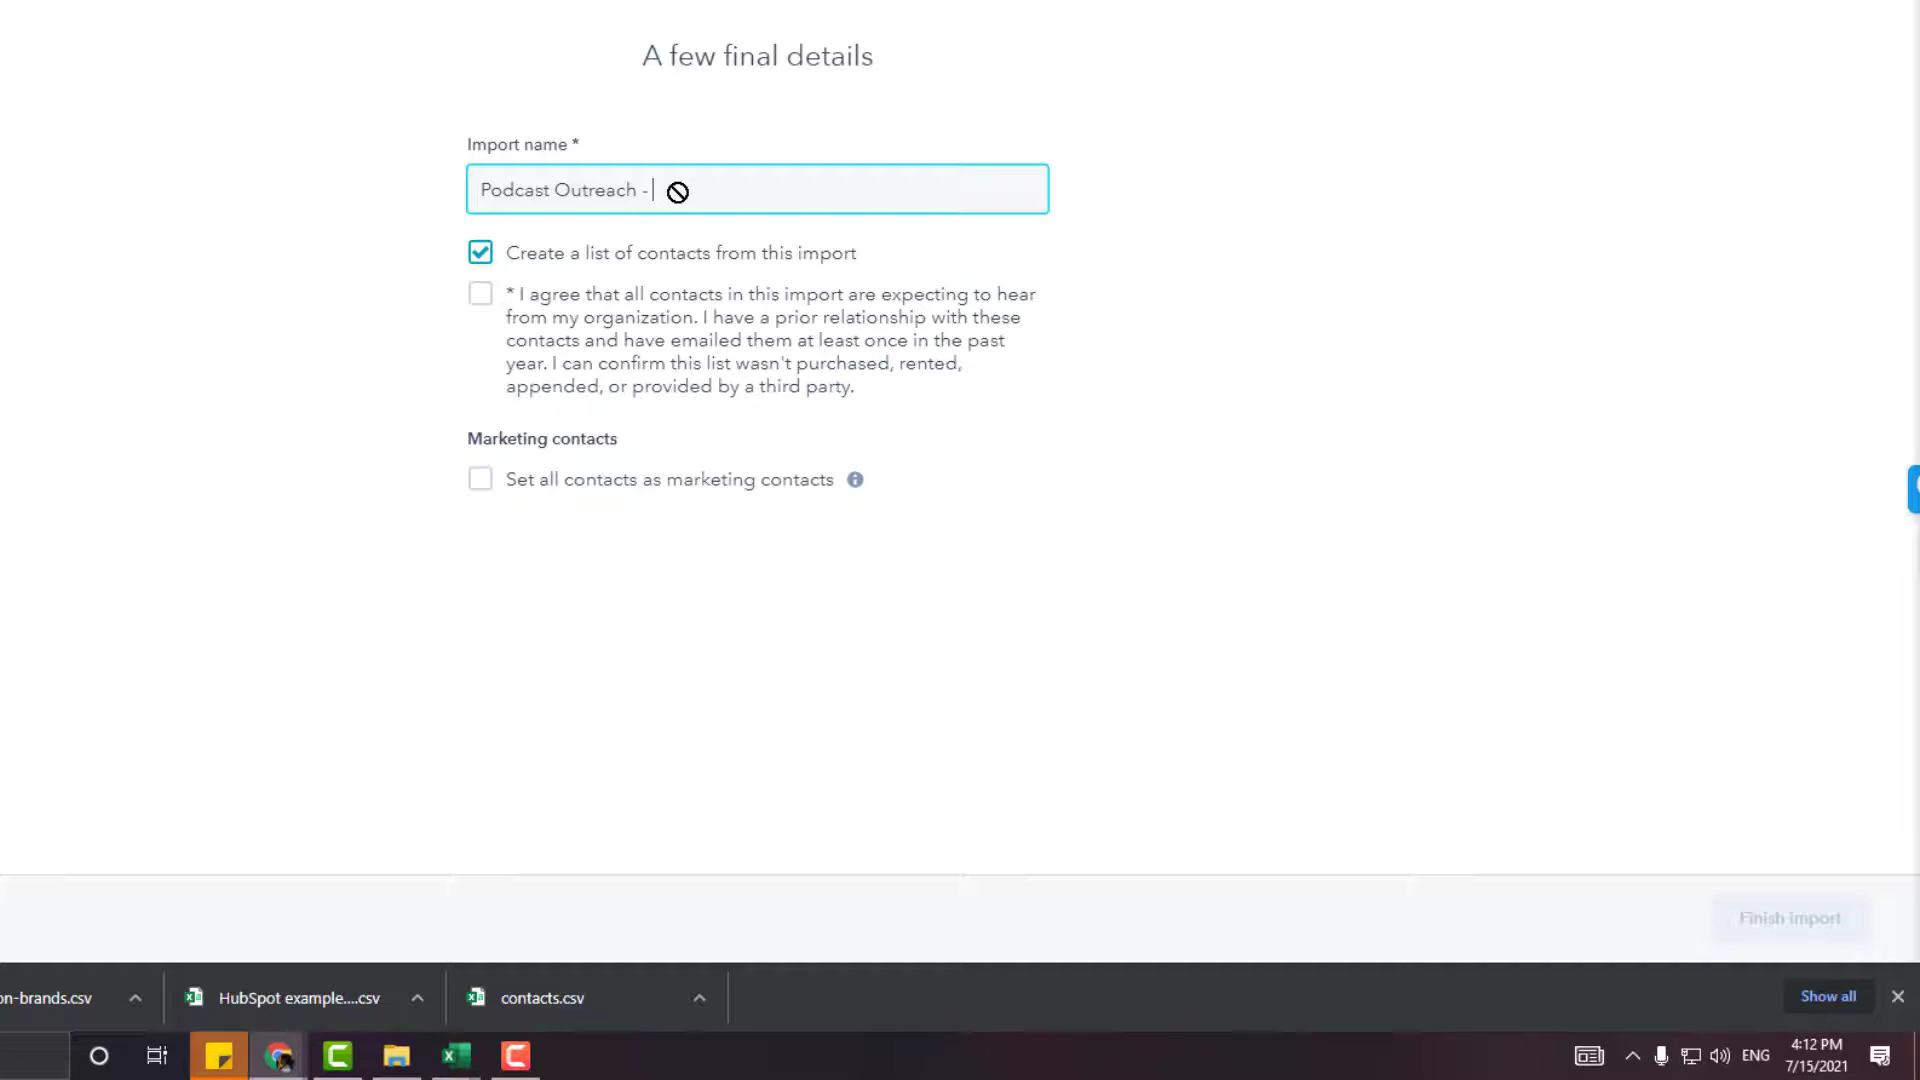 A few final details
Import name *
Podcast Outreach -
Create a list of contacts from this import
* I agree that all contacts in this import are expecting to hear
from my organization. I have a prior relationship with these
contacts and have emailed them at least once in the past
year. I can confirm this list wasn't purchased, rented,
appended, or provided by a third party.
Marketing contacts
Set all contacts as marketing contacts
Finish import
on-brands.csv
HubSpot example....csv
contacts.csv
Show all
ENG
4:12 PM
7/15/2021